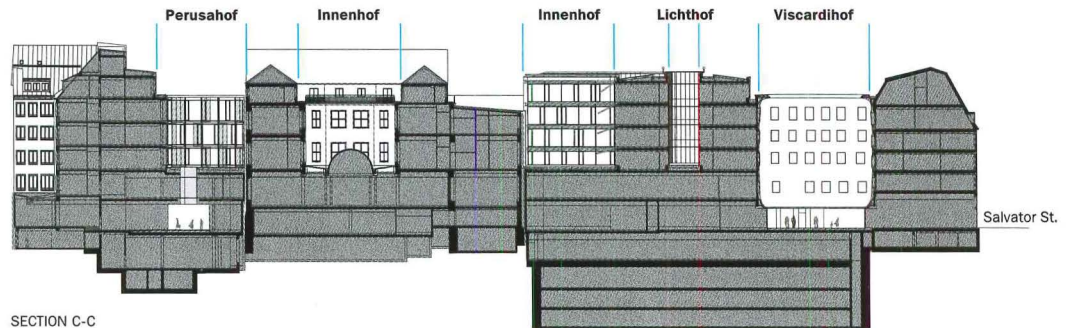 Perusahof
Innenhof
Innenhof
Lichthof
Viscardihof
Salvator St.
SECTION C-C